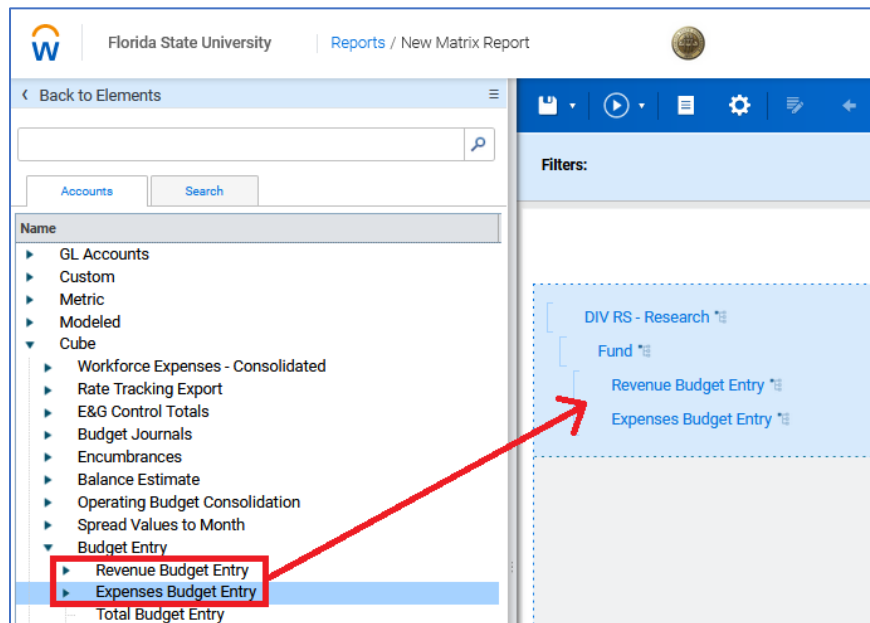 Florida State University
Reports / New Matrix Report
Back to Elements
Accounts
Search
Name
GL Accounts
Custom
Metric
Modeled
Cube
Workforce Expenses - Consolidated
Rate Tracking Export
E&G Control Totals
Budget Journals
Encumbrances
Balance Estimate
Operating Budget Consolidation
Spread Values to Month
Budget Entry
Revenue Budget Entry
Expenses Budget Entry
Total Budget Entry
Filters:
DIV RS - Research
Fund
Revenue Budget Entry
Expenses Budget Entry